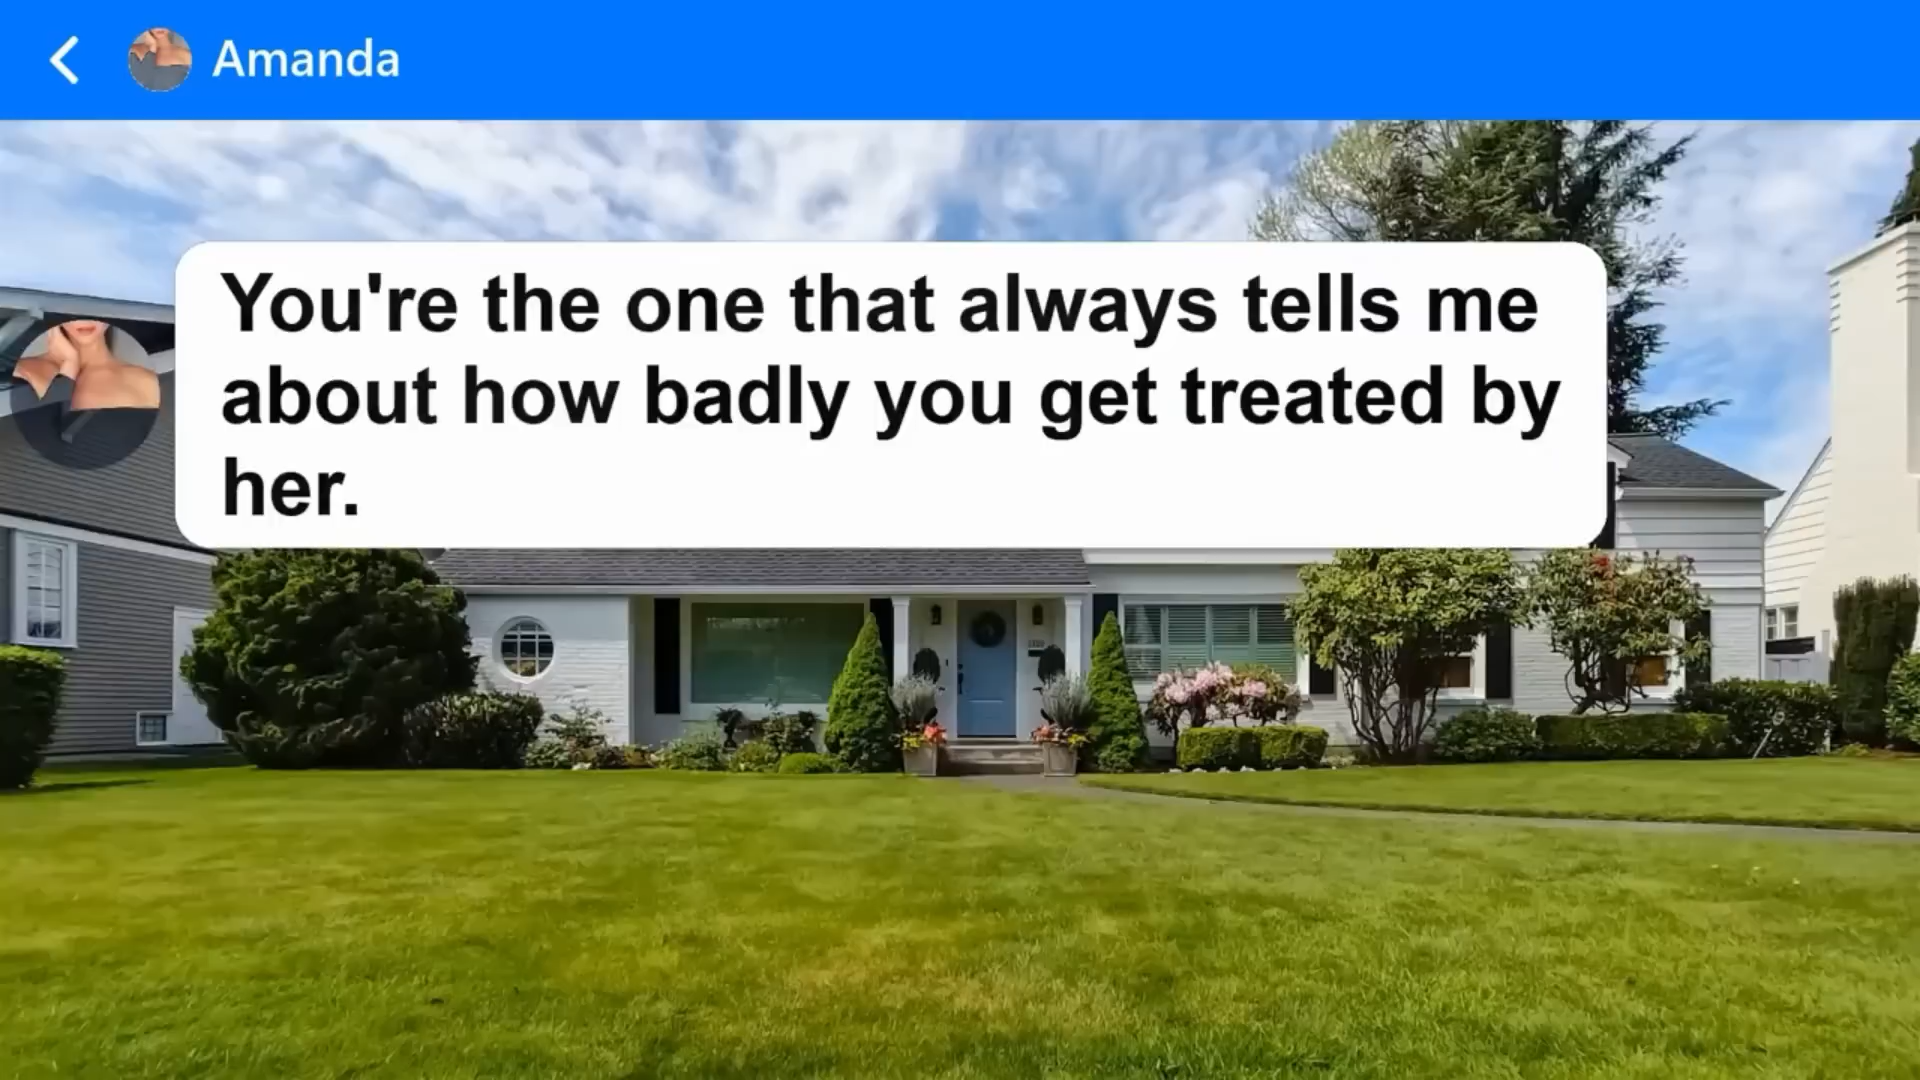 Amanda
You're the one that always tells me
about how badly you get treated by
her.